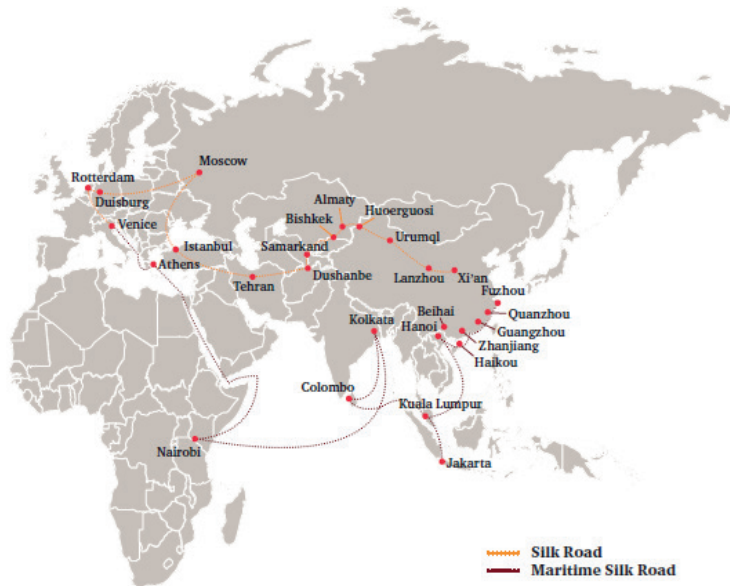 Moscow
Rotterdam
Duisburg
Almaty
Huoerguosi
Venice
Bishkek
Urumql
Istanbul
Samarkand
Athens
Lanzhou
Xi'an
Tehran
Dushanbe
Fuzhou
Beihai
Quanzhou
Kolkata
Hanoi
Guangzhou
Zhanjiang
Haikou
Colombo
Kuala Lumpur
Nairobi
Jakarta
Silk Road
Maritime Silk Road